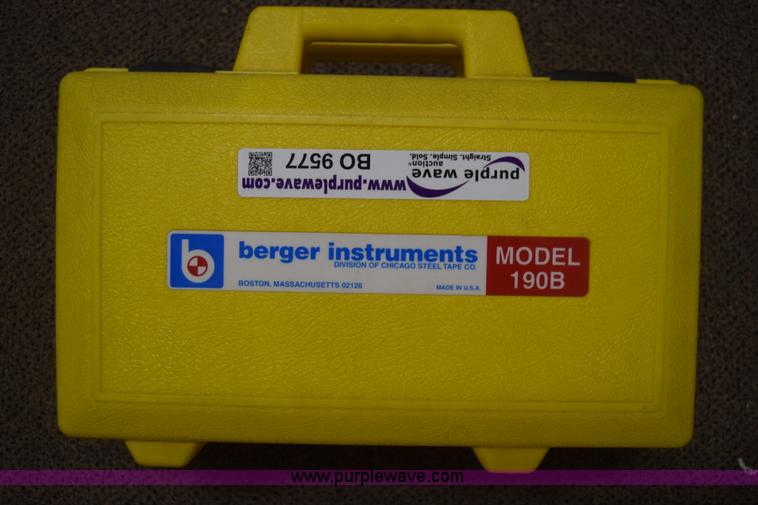 purple wave
auction®
Straight. Simple. Sold.
www.purplewave.com
BO 9577
b
berger instruments
DIVISION OF CHICAGO STEEL TAPE CO.
BOSTON, MASSACHUSETTS 02126
MADE IN U.S.A.
MODEL
190B
www.purplewave.com